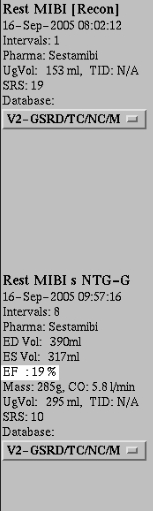 Rest MIBI [Recon]
16-Sep-2005 08:02:12
Intervals: 1
Pharma: Sestamibi
UgVol: 153 ml, TID: N/A
SRS: 19
Database:
V2-GSRD/TC/NC/M
Rest MIBI s NTG-G
16-Sep-2005 09:57:16
Intervals: 8
Pharma: Sestamibi
ED Vol: 390ml
ES Vol: 317ml
EF : 19 %
Mass: 285g, CO: 5.8 l/min
UgVol: 295 ml, TID: N/A
SRS: 10
Database:
V2-GSRD/TC/NC/M